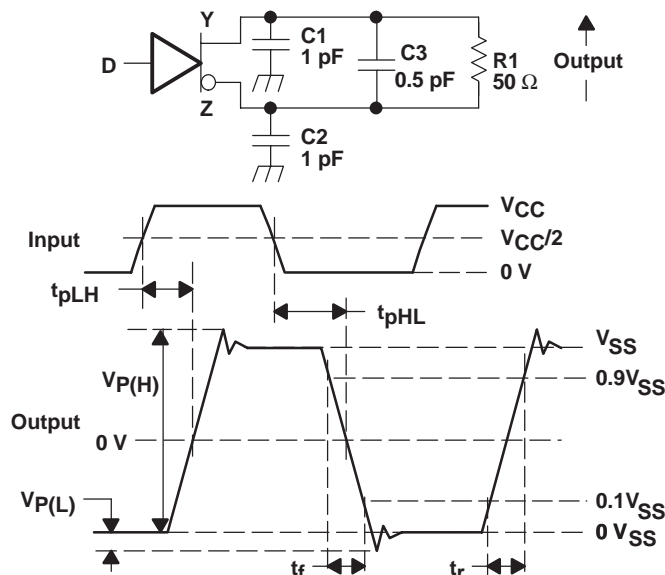 Y
C1
1 pF
C3
0.5 pF
R1
50 Ω
Output
D
Z
C2
1 pF
VCC
Input
VCC/2
0 V
tpLH
tpHL
VSS
VP(H)
0.9VSS
Output
0 V
VP(L)
0.1VSS
0 VSS
tf
tr